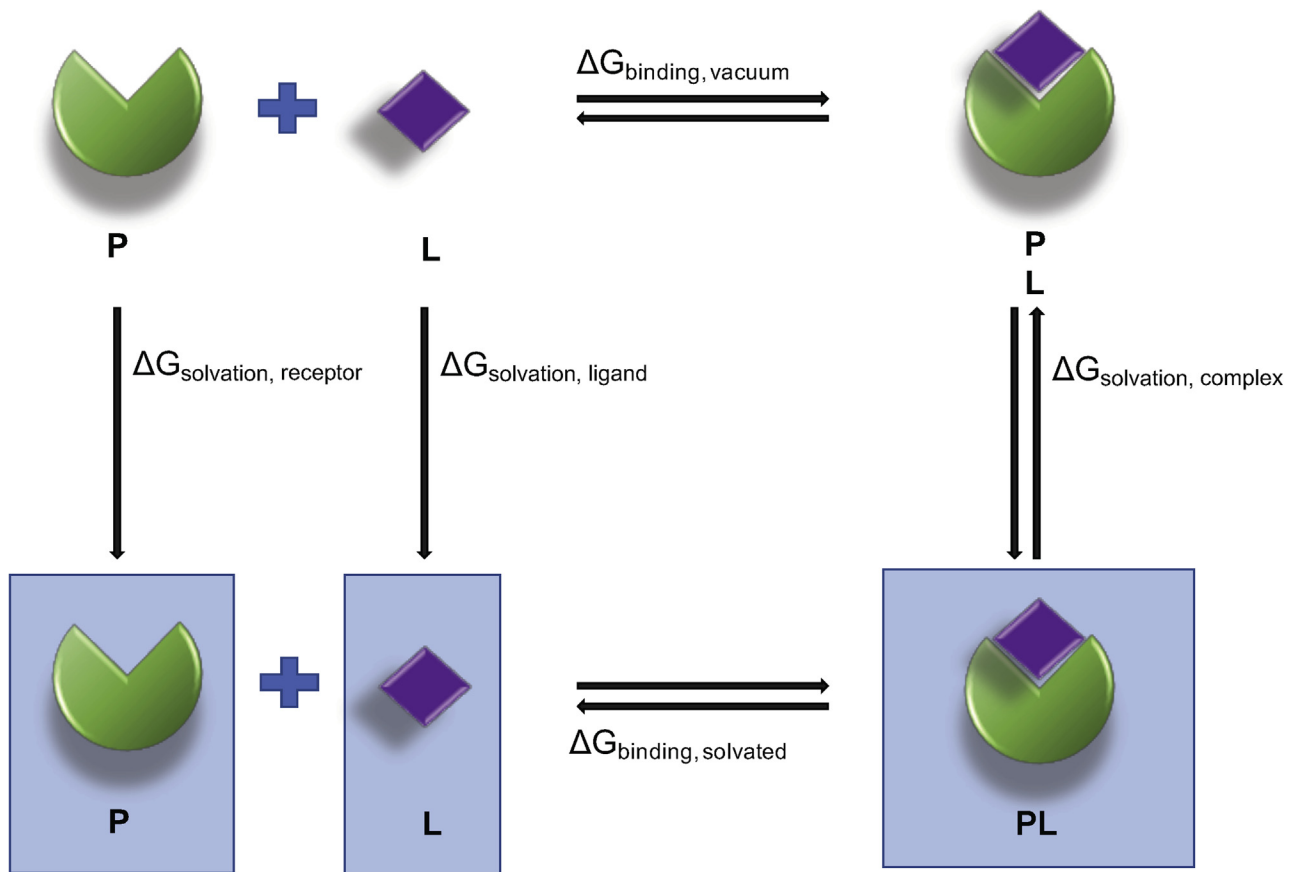 ΔGbinding, vacuum
P
L
P
L
ΔGsolvation, receptor
ΔGsolvation, ligand
ΔGsolvation, complex
ΔGbinding, solvated
P
L
PL